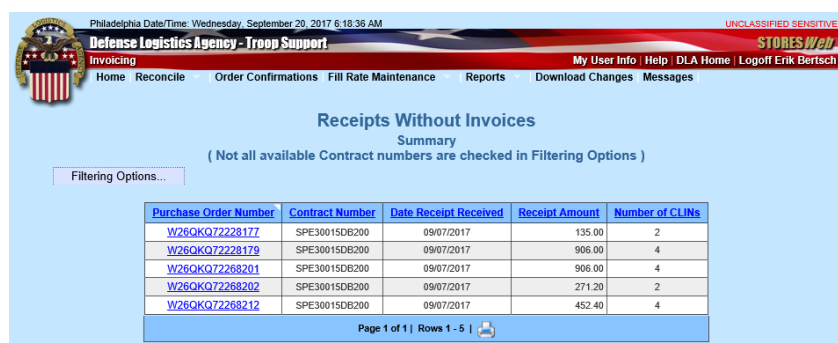 Philadelphia Date/Time: Wednesday, September 20, 2017 6:18:36 AM UNCLASSIFIED SENSITIVE
Defense Logistics Agency - Troop Support STORES Web
Invoicing My User Info | Help | DLA Home | Logoff Erik Bertsch
Home Reconcile Order Confirmations Fill Rate Maintenance Reports Download Changes Messages
Receipts Without Invoices
Summary
( Not all available Contract numbers are checked in Filtering Options )
Filtering Options...
Purchase Order Number Contract Number Date Receipt Received Receipt Amount Number of CLINs
W26QKQ72228177 SPE30015DB200 09/07/2017 135.00 2
W26QKQ72228179 SPE30015DB200 09/07/2017 906.00 4
W26QKQ72268201 SPE30015DB200 09/07/2017 906.00 4
W26QKQ72268202 SPE30015DB200 09/07/2017 271.20 2
W26QKQ72268212 SPE30015DB200 09/07/2017 452.40 4
Page 1 of 1 | Rows 1 - 5 |